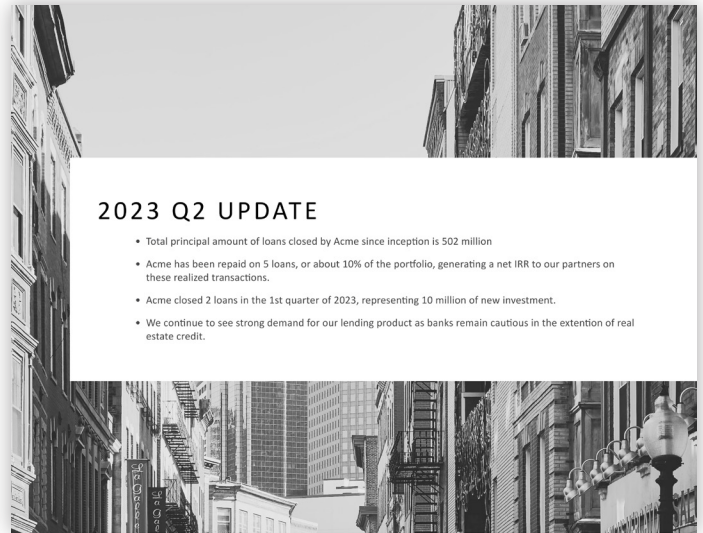 2023 Q2 UPDATE
• Total principal amount of loans closed by Acme since inception is 502 million
• Acme has been repaid on 5 loans, or about 10% of the portfolio, generating a net IRR to our partners on
these realized transactions.
• Acme closed 2 loans in the 1st quarter of 2023, representing 10 million of new investment.
• We continue to see strong demand for our lending product as banks remain cautious in the extention of real
estate credit.